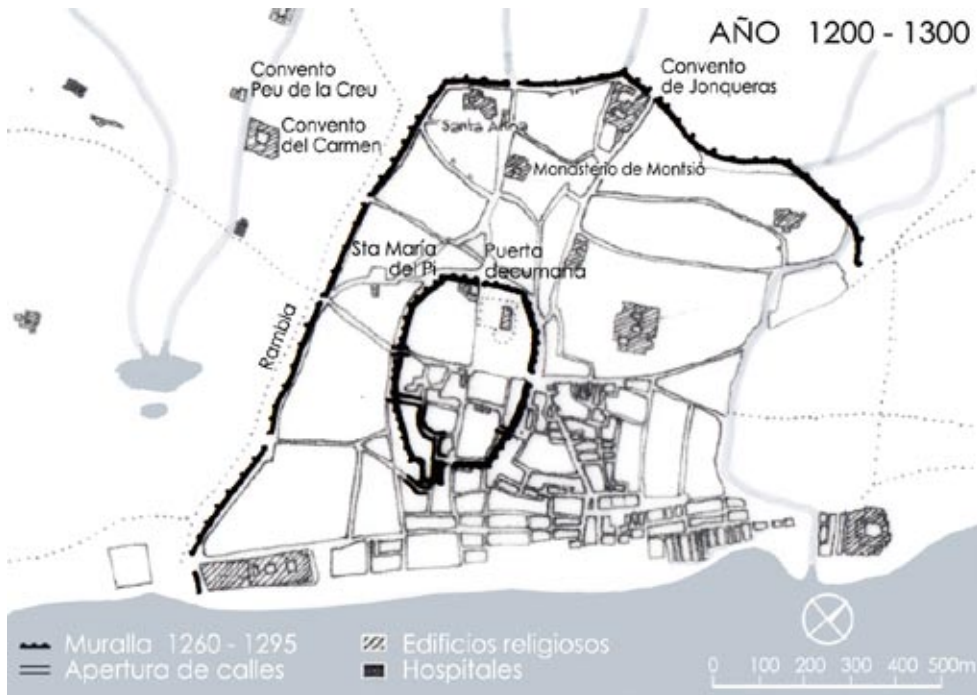 AÑO 1200 - 1300
Convento
Peu de la Creu
Convento
de Jonqueras
Convento
del Carmen
Santa Anna
Monasterio de Montsió
Sta María
del Pi
Puerta
decumana
Rambla
Muralla 1260 - 1295
Apertura de calles
Edificios religiosos
Hospitales
0 100 200 300 400 500m